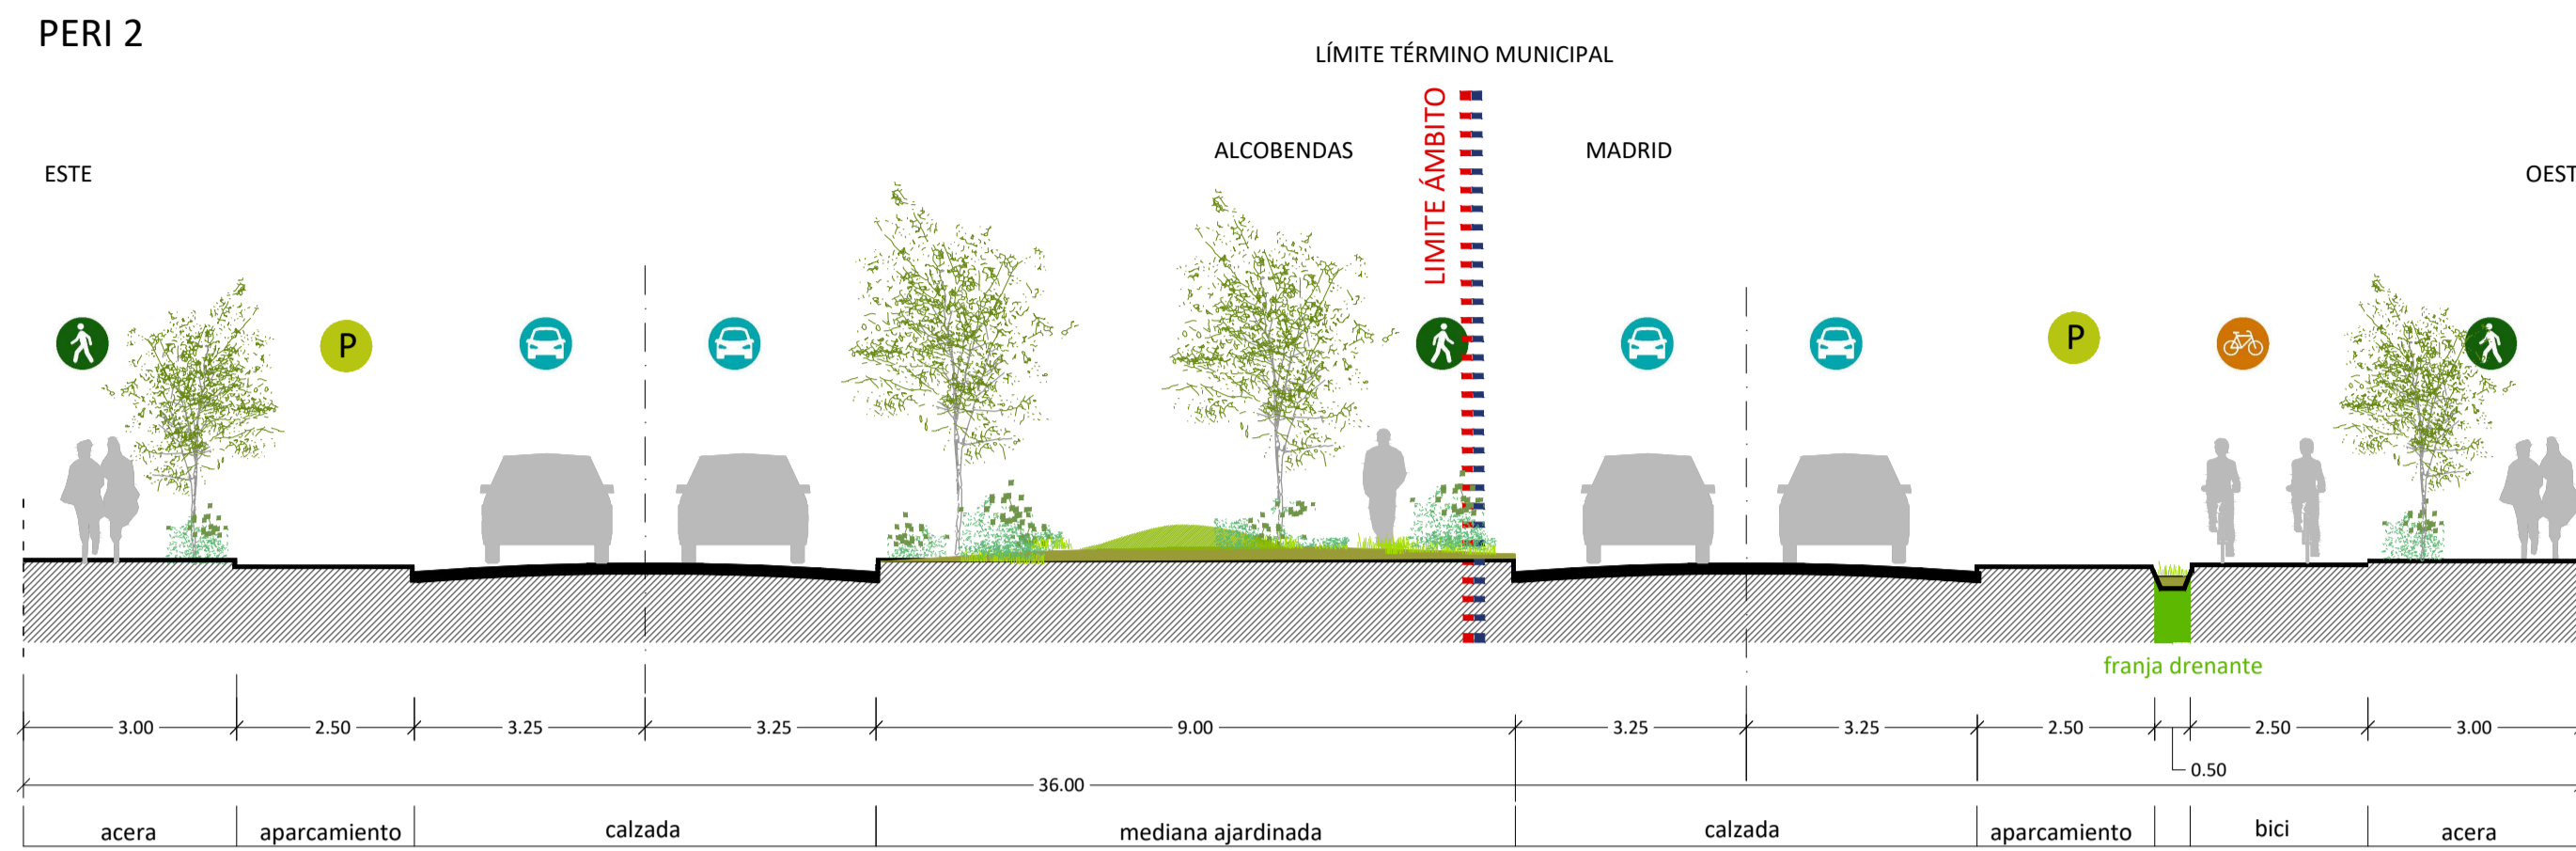 PERI 2
LÍMITE TÉRMINO MUNICIPAL
LIMITE ÁMBITO
ALCOBENDAS
MADRID
ESTE
OEST
P
P
franja drenante
3.00
2.50
3.25
3.25
9.00
3.25
3.25
2.50
2.50
3.00
0.50
36.00
acera
aparcamiento
calzada
mediana ajardinada
calzada
aparcamiento
bici
acera